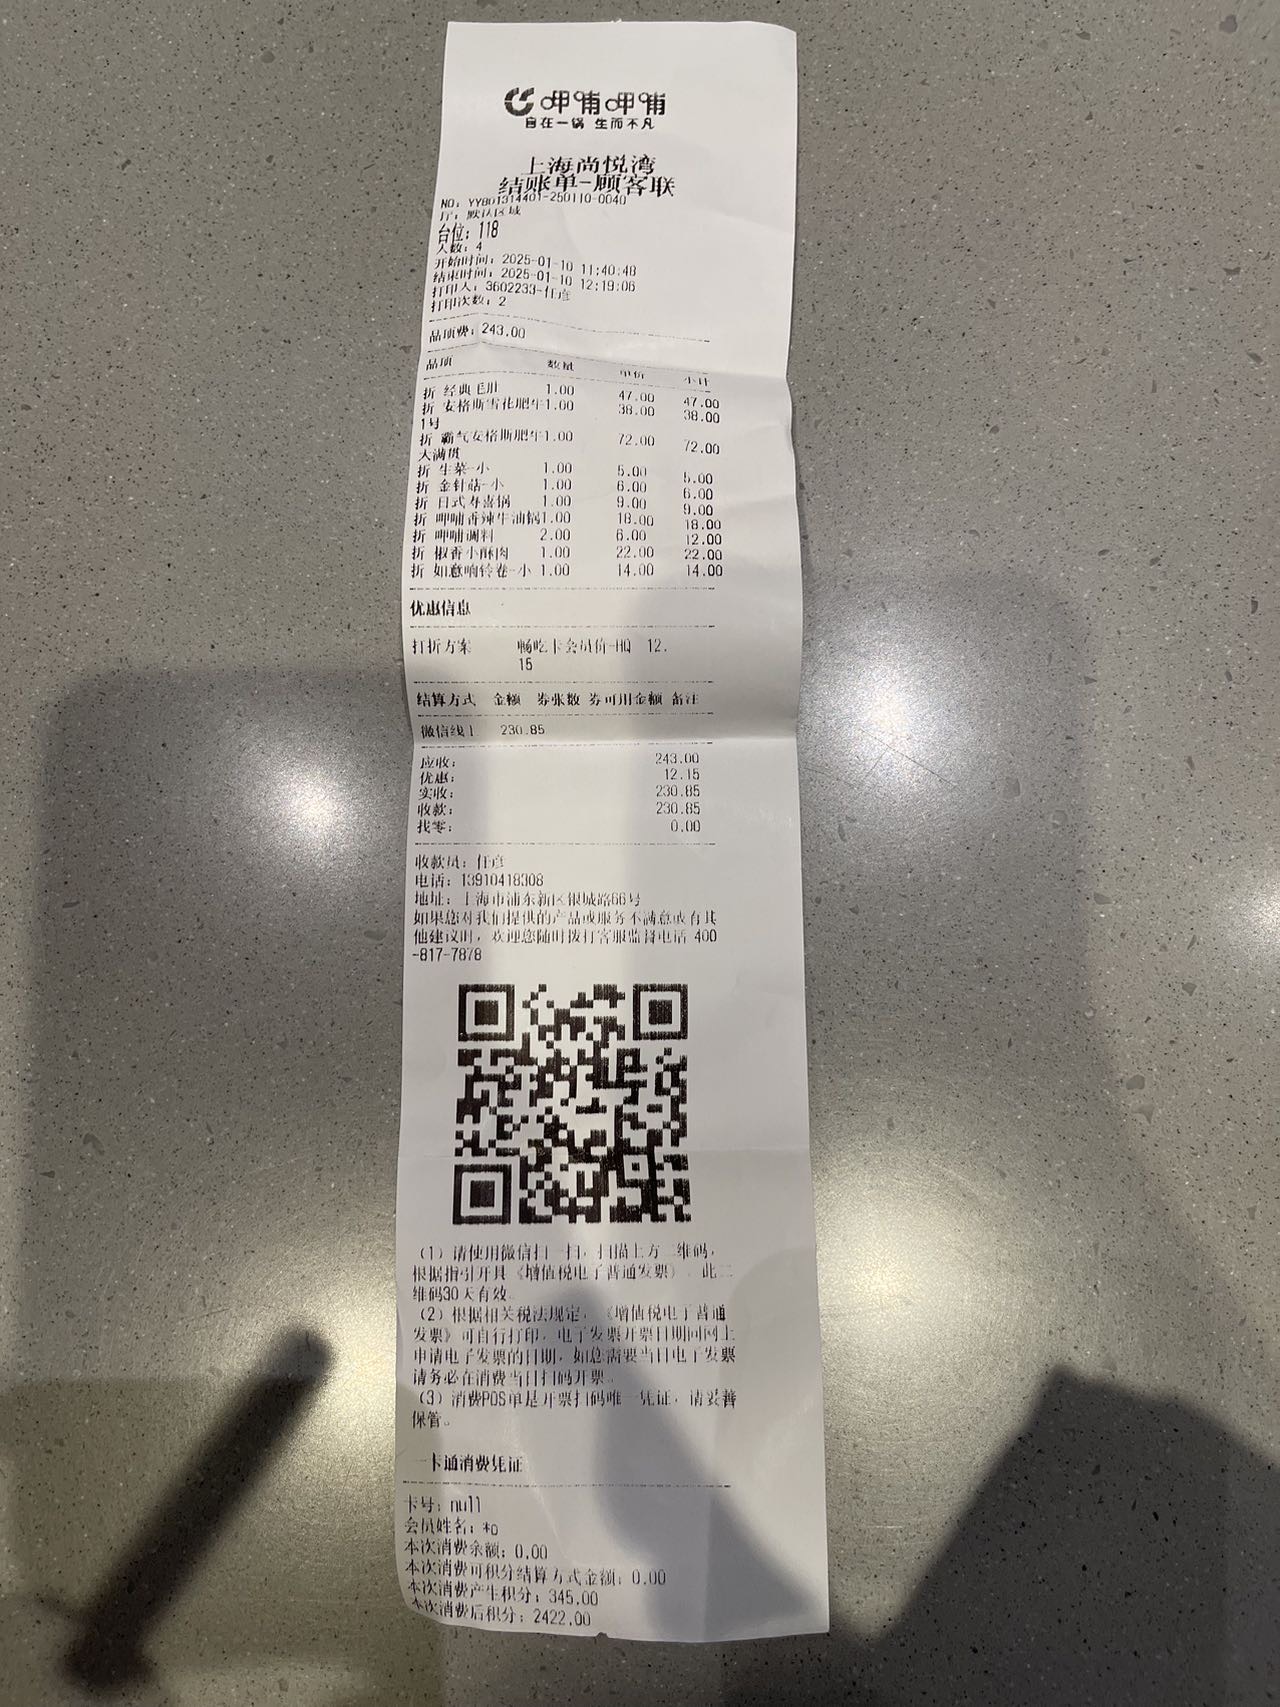 呷哺呷哺
自在一锅 生而不凡
上海尚悦湾
结账单-顾客联
NO: YYB01314401-250110-0040
厅: 默认区域
台位: 118
人数: 4
开始时间: 2025-01-10 11:40:48
结束时间: 2025-01-10 12:19:06
打印人: 3602233-任彦
打印次数: 2
品项费: 243.00
品项 数量 单价 小计
折 经典毛肚 1.00 47.00 47.00
折 安格斯雪花肥牛 1.00 38.00 38.00
1号
折 霸气安格斯肥牛 1.00 72.00 72.00
大满贯
折 生菜-小 1.00 5.00 5.00
折 金针菇-小 1.00 6.00 6.00
折 日式寿喜锅 1.00 9.00 9.00
折 呷哺香辣牛油锅 1.00 18.00 18.00
折 呷哺调料 2.00 6.00 12.00
折 椒香小酥肉 1.00 22.00 22.00
折 如意响铃卷-小 1.00 14.00 14.00
优惠信息
打折方案 畅吃卡会员价-HQ 12.
15
结算方式 金额 券张数 券可用金额 备注
微信线上 230.85
应收: 243.00
优惠: 12.15
实收: 230.85
收款: 230.85
找零: 0.00
收款员: 任彦
电话: 13910418308
地址: 上海市浦东新区银城路66号
如果您对我们提供的产品或服务不满意或有其
他建议时, 欢迎您随时拨打客服监督电话 400
-817-7878
(1) 请使用微信扫一扫, 扫描上方二维码,
根据指引开具《增值税电子普通发票》. 此二
维码30天有效。
(2) 根据相关税法规定, 《增值税电子普通
发票》可自行打印, 电子发票开票日期同网上
申请电子发票的日期, 如您需要当日电子发票
请务必在消费当日扫码开票。
(3) 消费POS单是开票扫码唯一凭证, 请妥善
保管。
一卡通消费凭证
卡号: null
会员姓名: *o
本次消费余额: 0.00
本次消费可积分结算方式金额: 0.00
本次消费产生积分: 345.00
本次消费后积分: 2422.00